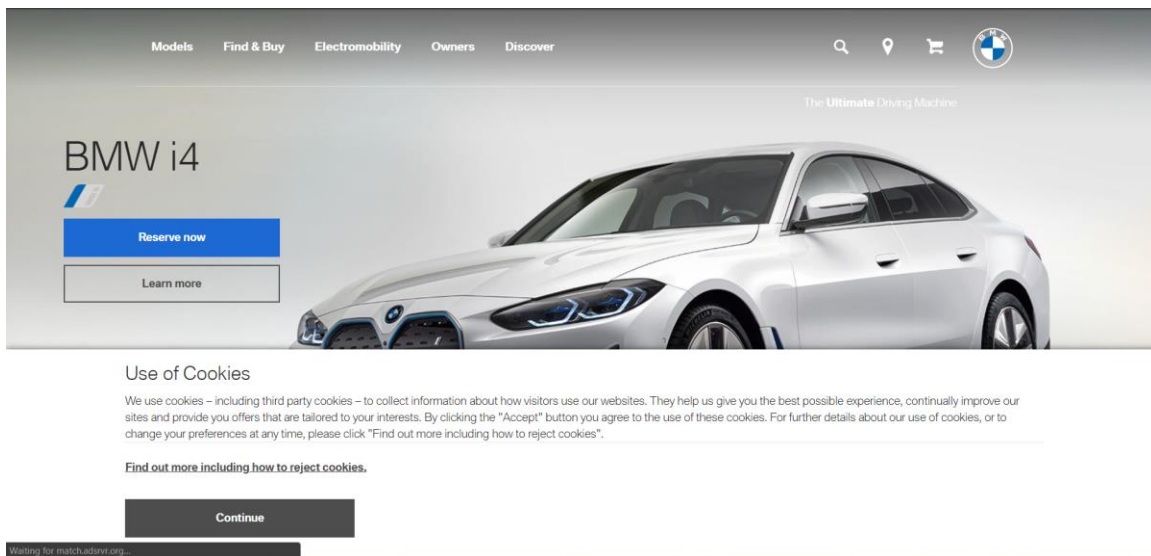 Models Find & Buy Electromobility Owners Discover
BMW
The Ultimate Driving Machine
BMW i4
Reserve now
Learn more
Use of Cookies
We use cookies – including third party cookies – to collect information about how visitors use our websites. They help us give you the best possible experience, continually improve our
sites and provide you offers that are tailored to your interests. By clicking the "Accept" button you agree to the use of these cookies. For further details about our use of cookies, or to
change your preferences at any time, please click "Find out more including how to reject cookies".
Find out more including how to reject cookies.
Continue
Waiting for match.adsrvr.org...